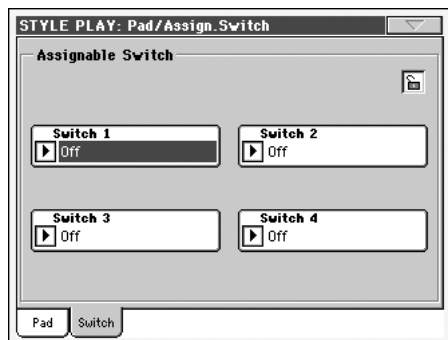 STYLE PLAY: Pad/Assign.Switch
Assignable Switch
Switch 1
Off
Switch 2
Off
Switch 3
Off
Switch 4
Off
Pad
Switch